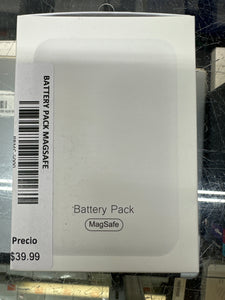 BATTERY PACK MAGSAFE
Precio
$39.99
Battery Pack
MagSafe